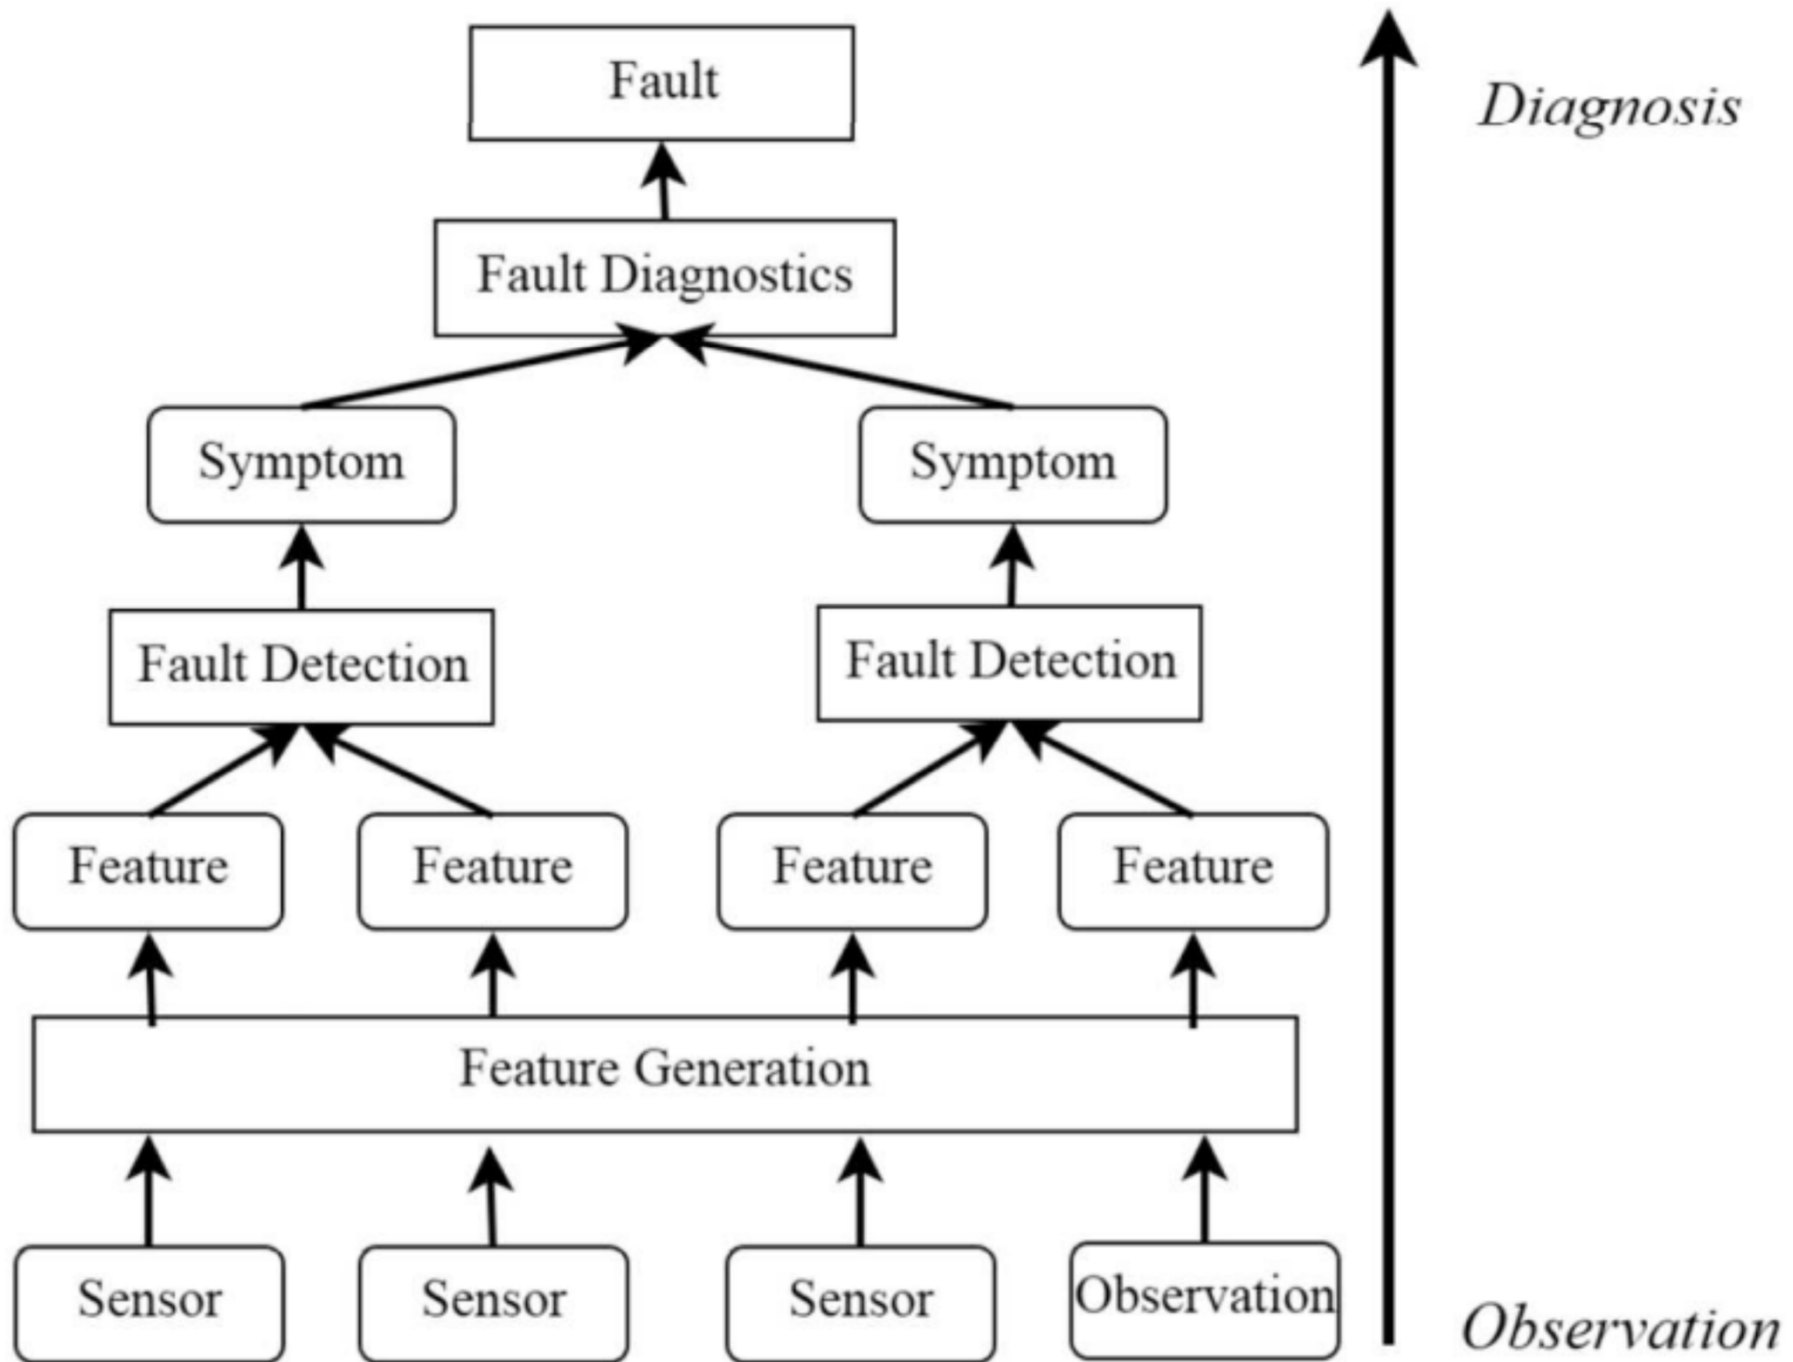 Fault
Diagnosis
Fault Diagnostics
Symptom
Symptom
Fault Detection
Fault Detection
Feature
Feature
Feature
Feature
Feature Generation
Sensor
Sensor
Sensor
Observation
Observation